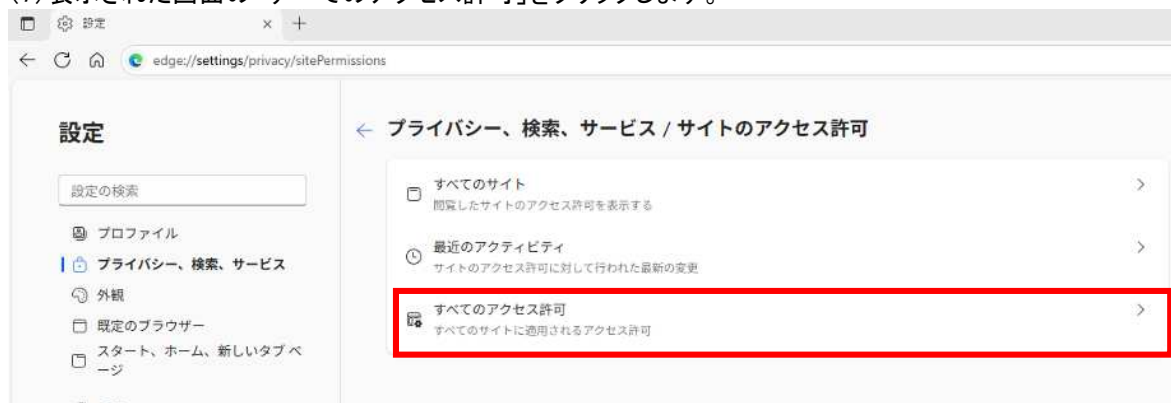 設定
edge://settings/privacy/sitePermissions
設定
← プライバシー、検索、サービス / サイトのアクセス許可
設定の検索
プロファイル
プライバシー、検索、サービス
外観
既定のブラウザー
スタート、ホーム、新しいタブ ペ
ージ
すべてのサイト
閲覧したサイトのアクセス許可を表示する
最近のアクティビティ
サイトのアクセス許可に対して行われた最新の変更
すべてのアクセス許可
すべてのサイトに適用されるアクセス許可